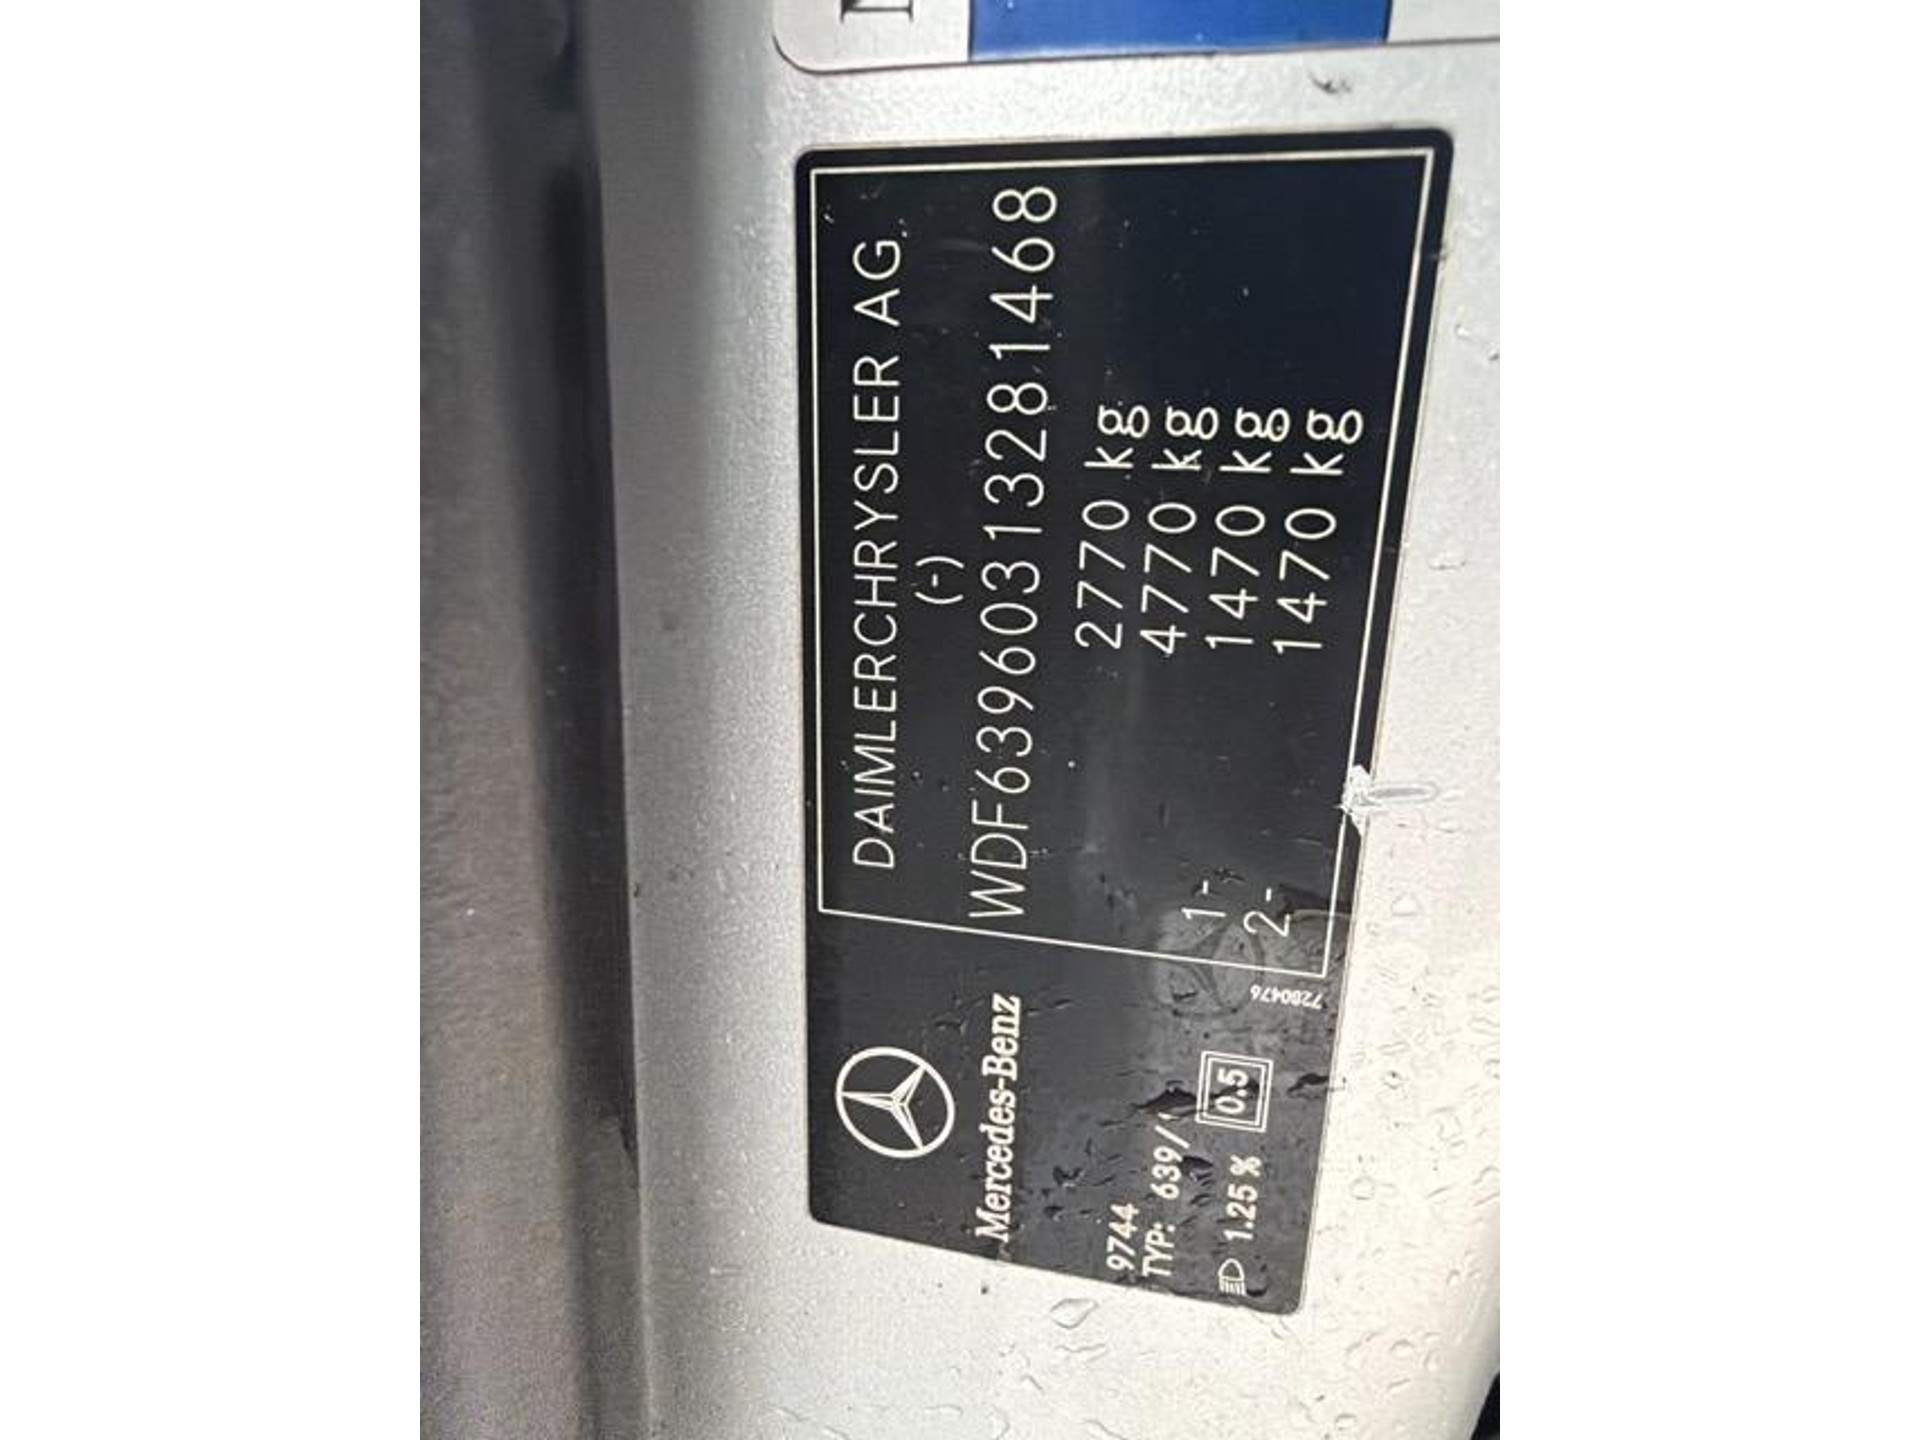 DAIMLERCHRYSLER AG
(-)
WDF63960313281468
2770 kg
4770 kg
1- 1470 kg
2- 1470 kg
Mercedes-Benz
9744
TYP: 639/
1.25 % 0.5
7280476